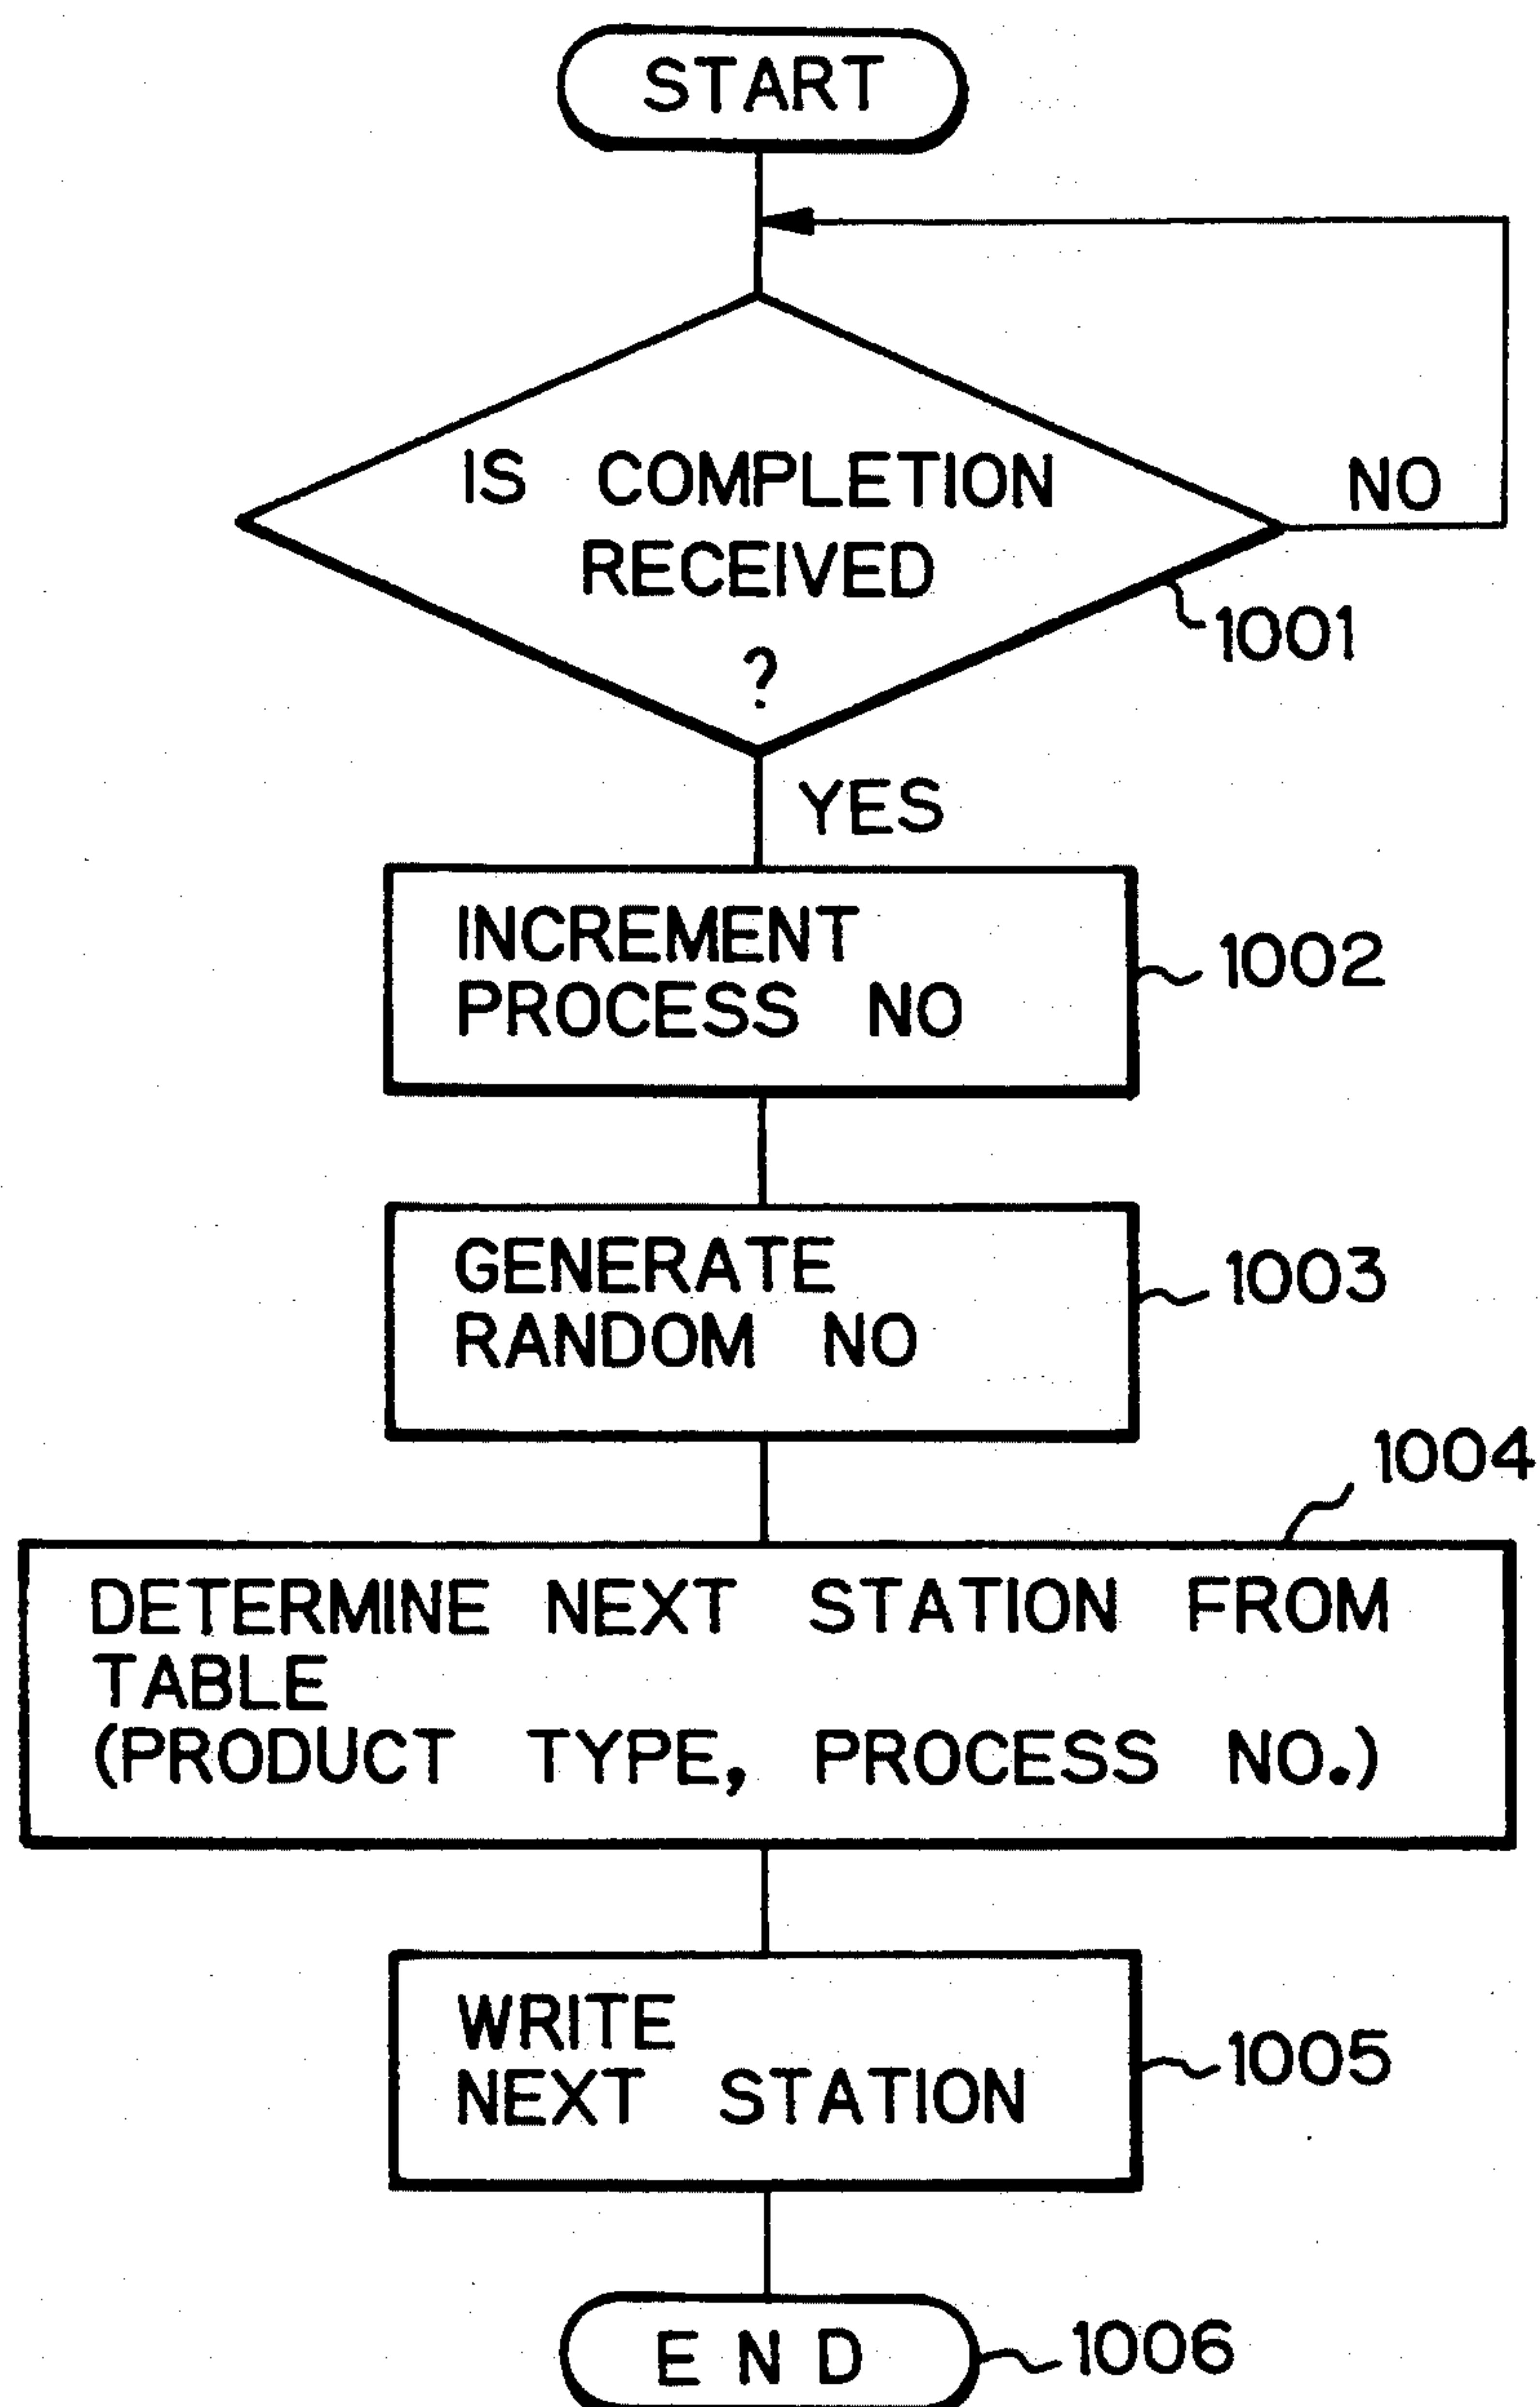 START
IS COMPLETION
RECEIVED
?
NO
1001
YES
INCREMENT
PROCESS NO
1002
GENERATE
RANDOM NO
1003
1004
DETERMINE NEXT STATION FROM
TABLE
(PRODUCT TYPE, PROCESS NO.)
WRITE
NEXT STATION
1005
END
1006